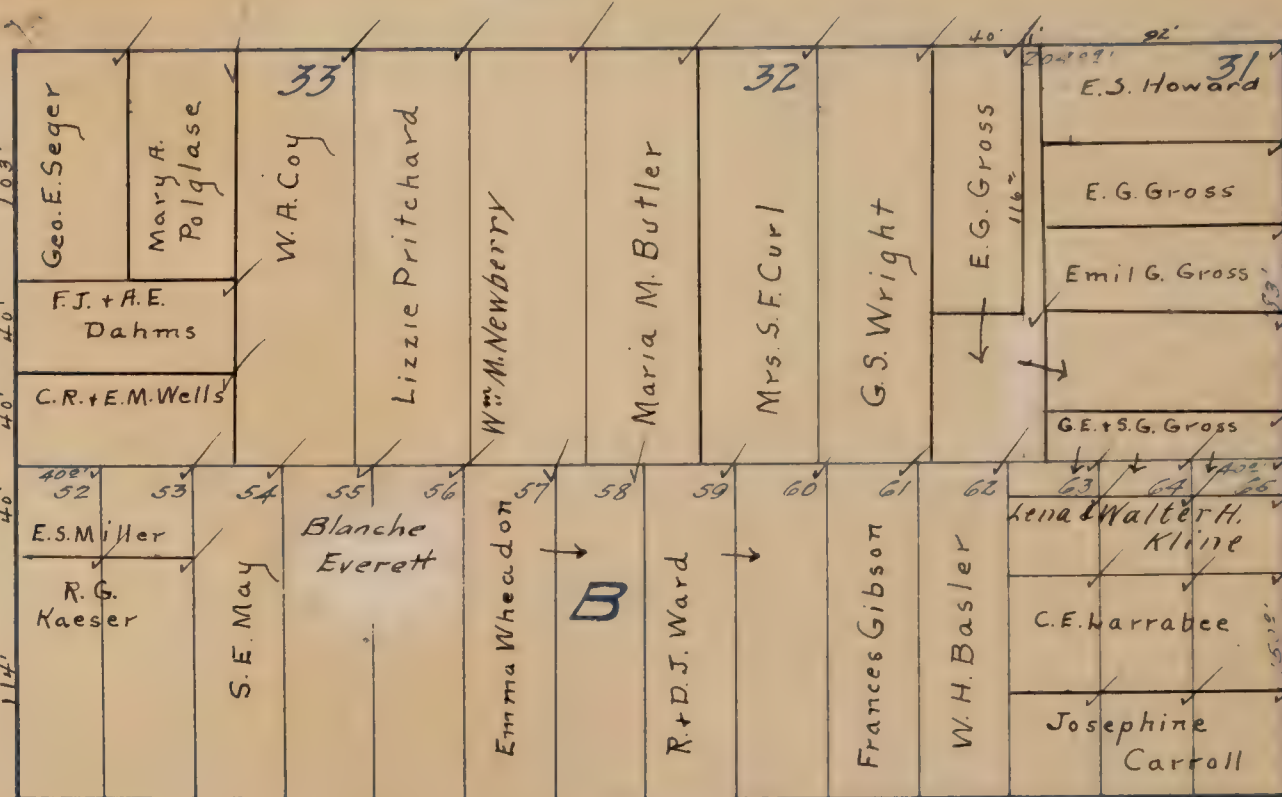 40' 1' 92'
33 32 31
Geo. E. Seger
Mary A.
Polglase
W. A. Coy
Lizzie Pritchard
Wm. M. Newberry
Maria M. Butler
Mrs. S. F. Curl
G. S. Wright
E. G. Gross
E. S. Howard
E. G. Gross
Emil G. Gross
G. E. + S. G. Gross
103'
F. J. + A. E.
Dahms
40'
C. R. + E. M. Wells
40'
52 53 54 55 56 57 58 59 60 61 62 63 64 65
40'
E. S. Miller
R. G.
Kaeser
114'
S. E. May
Blanche
Everett
Emma Wheadon
B
R. + D. J. Ward
Frances Gibson
W. H. Basler
Lena & Walter H.
Kline
C. E. Larrabee
Josephine
Carroll